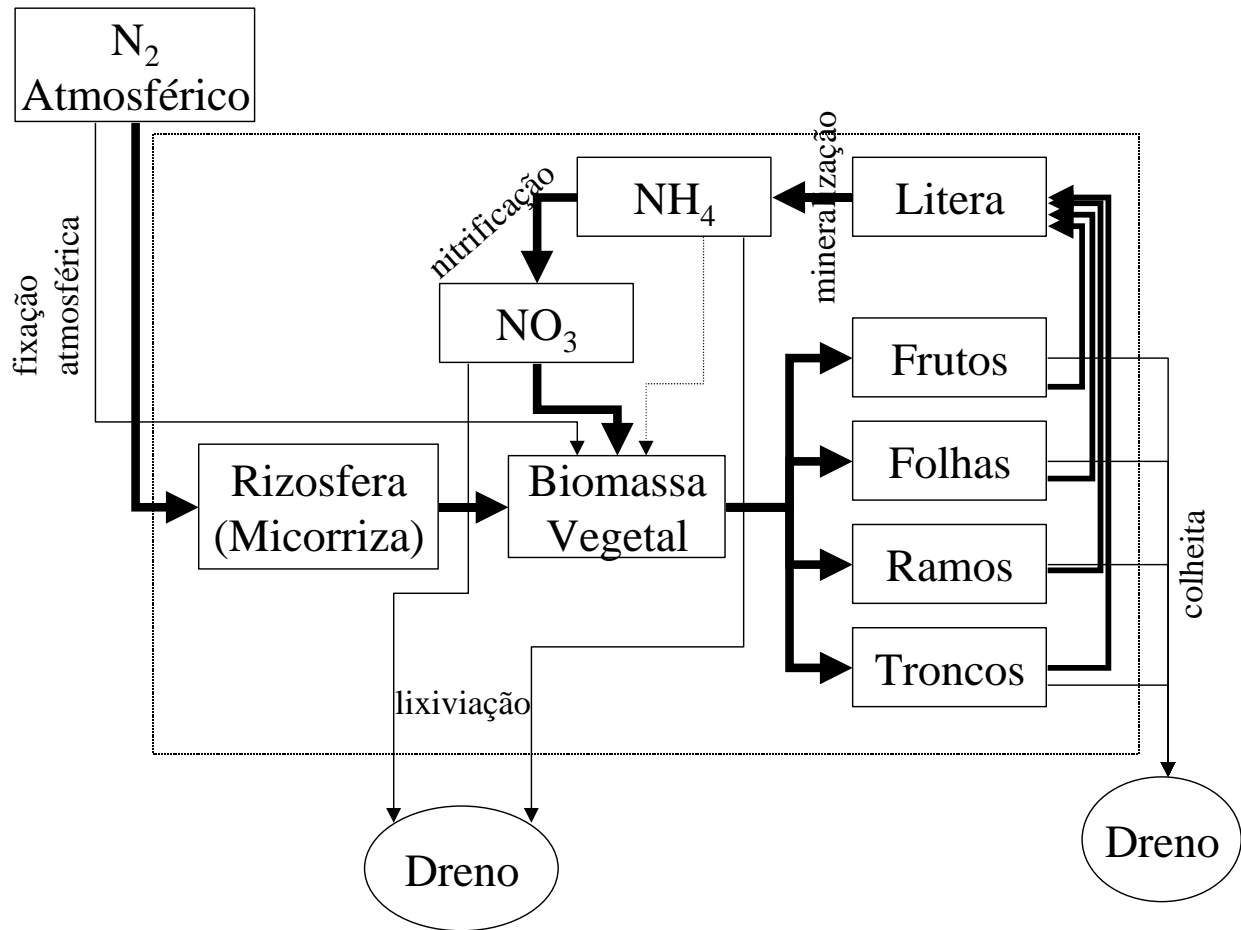 N₂
Atmosférico
fixação
atmosférica
nitrificação
NH₄
mineralização
Litera
NO₃
Frutos
Rizosfera
(Micorriza)
Biomassa
Vegetal
Folhas
Ramos
Troncos
colheita
lixiviação
Dreno
Dreno